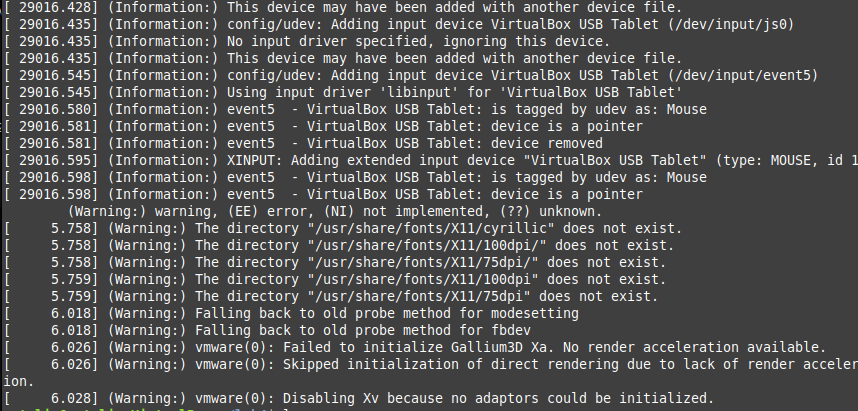 [ 29016.428] (Information:) This device may have been added with another device file.
[ 29016.435] (Information:) config/udev: Adding input device VirtualBox USB Tablet (/dev/input/js0)
[ 29016.435] (Information:) No input driver specified, ignoring this device.
[ 29016.435] (Information:) This device may have been added with another device file.
[ 29016.545] (Information:) config/udev: Adding input device VirtualBox USB Tablet (/dev/input/event5)
[ 29016.545] (Information:) Using input driver 'libinput' for 'VirtualBox USB Tablet'
[ 29016.580] (Information:) event5  - VirtualBox USB Tablet: is tagged by udev as: Mouse
[ 29016.581] (Information:) event5  - VirtualBox USB Tablet: device is a pointer
[ 29016.581] (Information:) event5  - VirtualBox USB Tablet: device removed
[ 29016.595] (Information:) XINPUT: Adding extended input device "VirtualBox USB Tablet" (type: MOUSE, id 1
[ 29016.598] (Information:) event5  - VirtualBox USB Tablet: is tagged by udev as: Mouse
[ 29016.598] (Information:) event5  - VirtualBox USB Tablet: device is a pointer
(Warning:) warning, (EE) error, (NI) not implemented, (??) unknown.
[     5.758] (Warning:) The directory "/usr/share/fonts/X11/cyrillic" does not exist.
[     5.758] (Warning:) The directory "/usr/share/fonts/X11/100dpi/" does not exist.
[     5.758] (Warning:) The directory "/usr/share/fonts/X11/75dpi/" does not exist.
[     5.759] (Warning:) The directory "/usr/share/fonts/X11/100dpi" does not exist.
[     5.759] (Warning:) The directory "/usr/share/fonts/X11/75dpi" does not exist.
[     6.018] (Warning:) Falling back to old probe method for modesetting
[     6.018] (Warning:) Falling back to old probe method for fbdev
[     6.026] (Warning:) vmware(0): Failed to initialize Gallium3D Xa. No render acceleration available.
[     6.026] (Warning:) vmware(0): Skipped initialization of direct rendering due to lack of render acceler
ion.
[     6.028] (Warning:) vmware(0): Disabling Xv because no adaptors could be initialized.